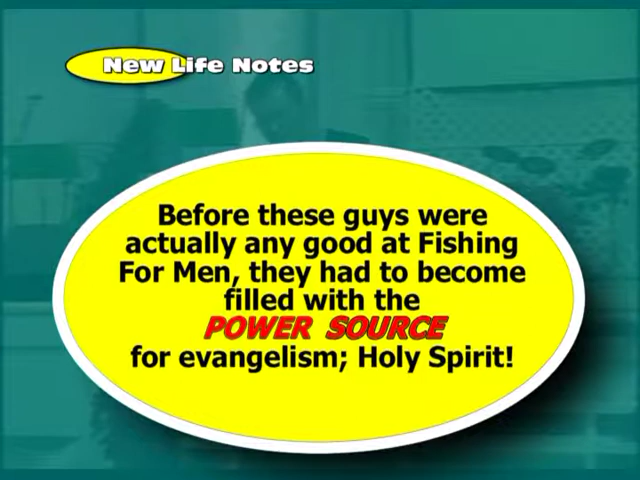 New Life Notes
Before these guys were
actually any good at Fishing
For Men, they had to become
filled with the
POWER SOURCE
for evangelism; Holy Spirit!